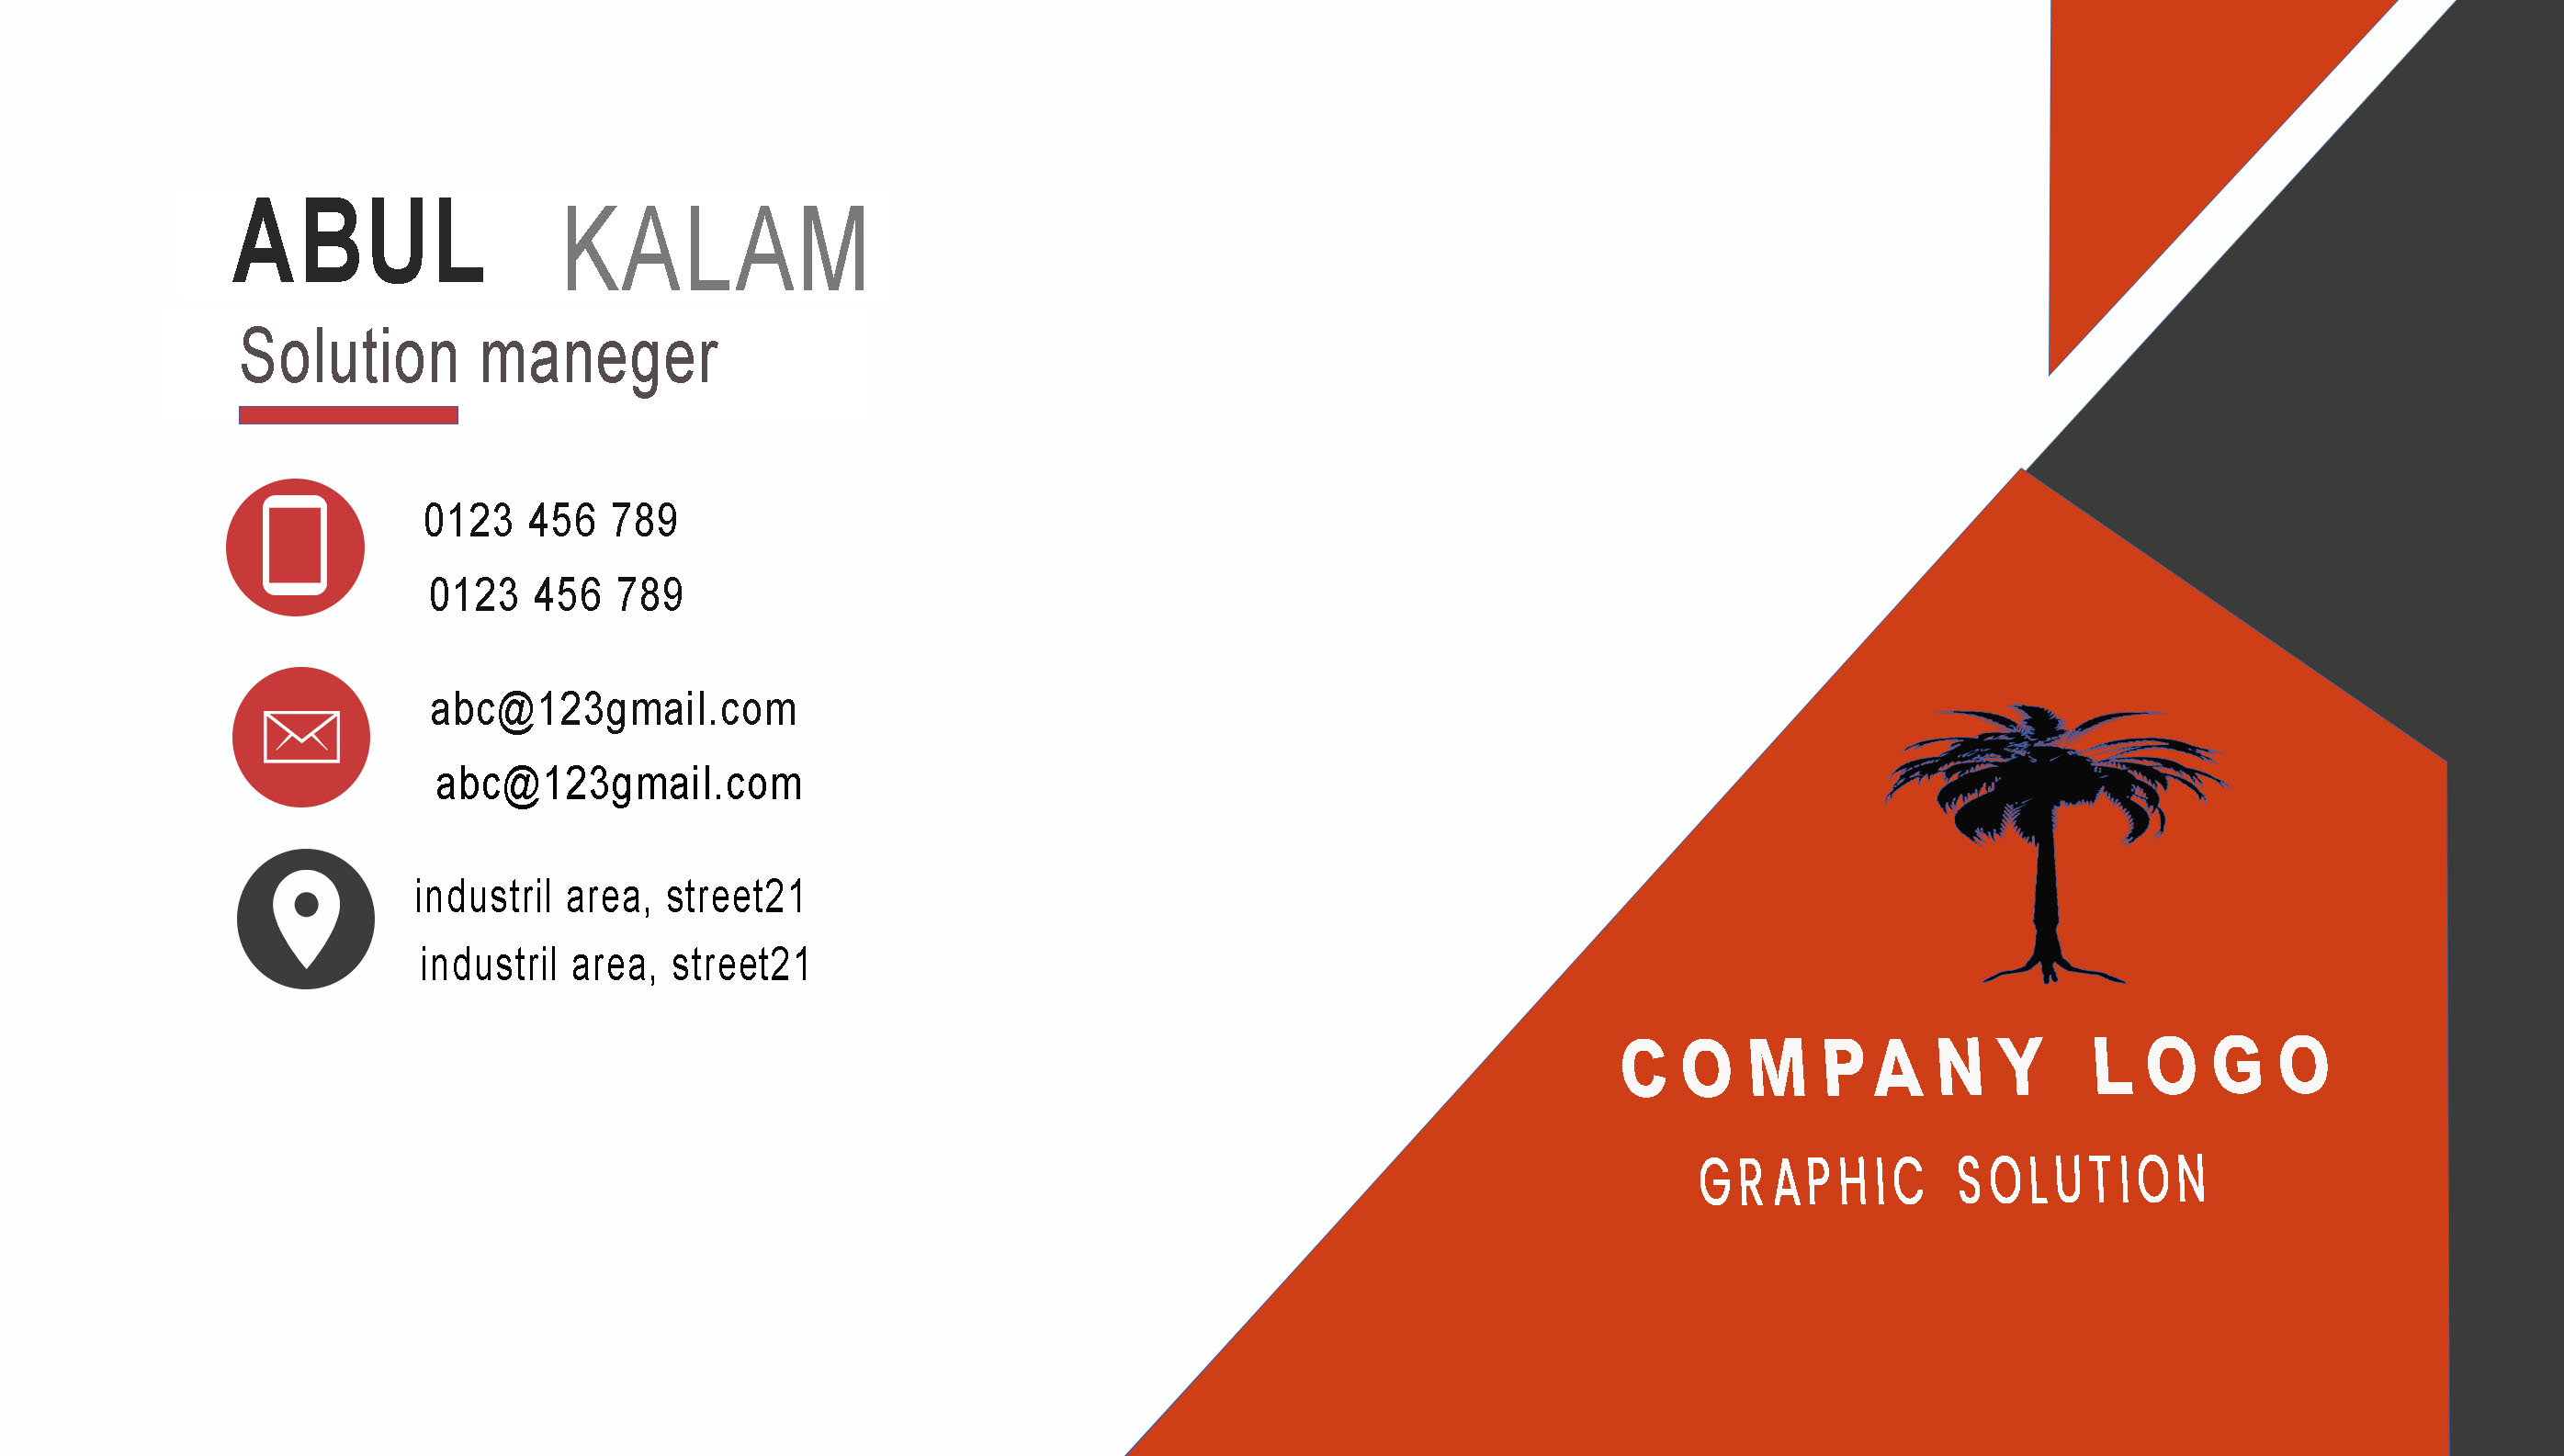 ABUL KALAM
Solution maneger
0123 456 789
0123 456 789
abc@123gmail.com
abc@123gmail.com
industril area, street21
industril area, street21
COMPANY LOGO
GRAPHIC SOLUTION